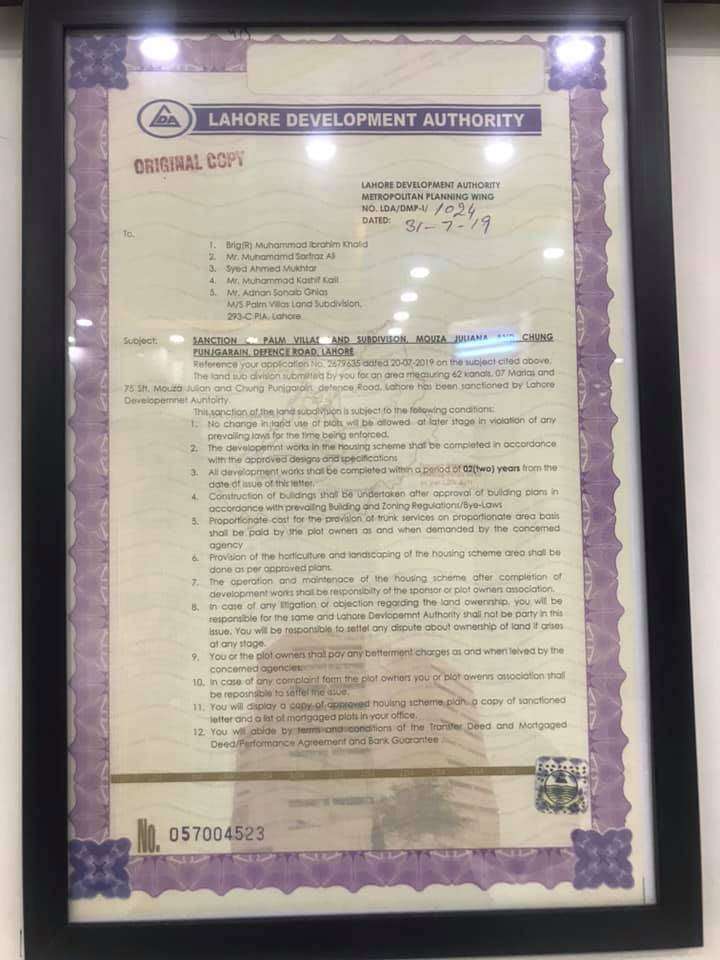 LDA
LAHORE DEVELOPMENT AUTHORITY
ORIGINAL COPY
LAHORE DEVELOPMENT AUTHORITY
METROPOLITAN PLANNING WING
NO. LDA/DMP-I/ 1024
DATED: 31-7-19
To,
1. Brig(R) Muhammad Ibrahim Khalid
2. Mr. Muhamamd Sarfraz Ali
3. Syed Ahmed Mukhtar
4. Mr. Muhammad Kashif Kalil
5. Mr. Adnan Sohaib Ghias
M/S Palm Villas Land Subdivision,
293-C PIA, Lahore
Subject: SANCTION PALM VILLAS LAND SUBDIVISON, MOUZA JULIANA AND CHUNG
PUNJGARAIN, DEFENCE ROAD, LAHORE
Reference your application No. 2679635 dated 20-07-2019 on the subject cited above.
The land sub division submitted by you for an area measuring 62 kanals, 07 Marlas and
75 Sft. Mouza Julian and Chung Punjgarain, defence Road, Lahore has been sanctioned by Lahore
Developemnet Auhtoirty.
This sanction of the land subdivision is subject to the following conditions:
1. No change in land use of plots will be allowed at later stage in violation of any
prevailing laws for the time being enforced.
2. The developemnt works in the housing scheme shall be completed in accordance
with the approved designs and specifications
3. All development works shall be completed within a period of 02(two) years from the
date of issue of this letter.
4. Construction of buildings shall be undertaken after approval of building plans in
accordance with prevailing Building and Zoning Regulations/Bye-Laws
5. Proportionate cost for the provision of trunk services on proportionate area basis
shall be paid by the plot owners as and when demanded by the concerned
agency
6. Provision of the horticulture and landscaping of the housing scheme area shall be
done as per approved plans.
7. The operation and maintenace of the housing scheme after completion of
development works shall be responsibilty of the sponsor or plot owners association.
8. In case of any litigation or objection regarding the land owenrship, you will be
responsible for the same and Lahore Devlopemnt Authority shall not be party in this
issue. You will be responsible to settel any dispute about ownership of land if arises
at any stage.
9. You or the plot owners shall pay any betterment charges as and when leived by the
concerned agencies.
10. In case of any complaint form the plot owners you or plot owenrs association shall
be reposnsible to settel the issue.
11. You will display a copy of approved houisng scheme plan, a copy of sanctioned
letter and a list of mortgaged plots in your office.
12. You will abide by terms and conditions of the Transfer Deed and Mortgaged
Deed/Performance Agreement and Bank Guarantee
No. 057004523